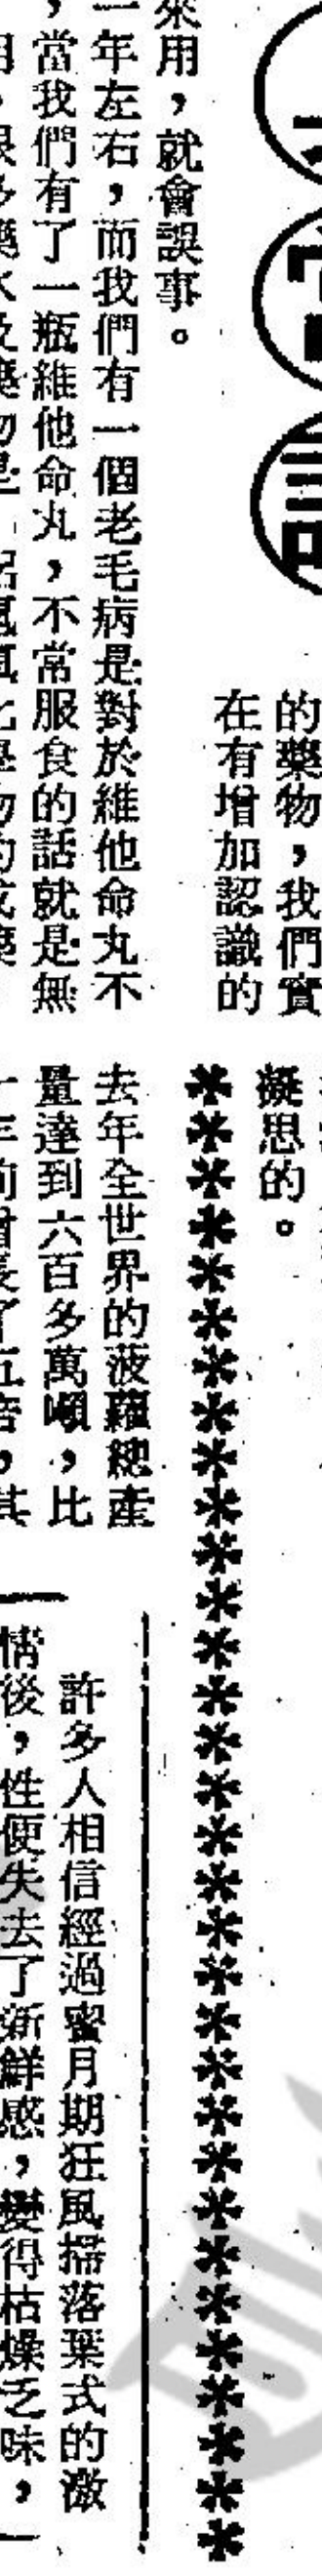 的藥物，我們實
在有增加認識的
來用，就會誤事。
一年左右，而我們有一個老毛病是對於維他命丸不
，當我們有了一瓶維他命丸，不常服食的話就是無
擬思的。
去年全世界的菠蘿總產
量達到六百多萬噸，比
許多人相信經過蜜月期狂風掃落葉式的激
情後，性便失去了新鮮感，變得枯燥乏味，